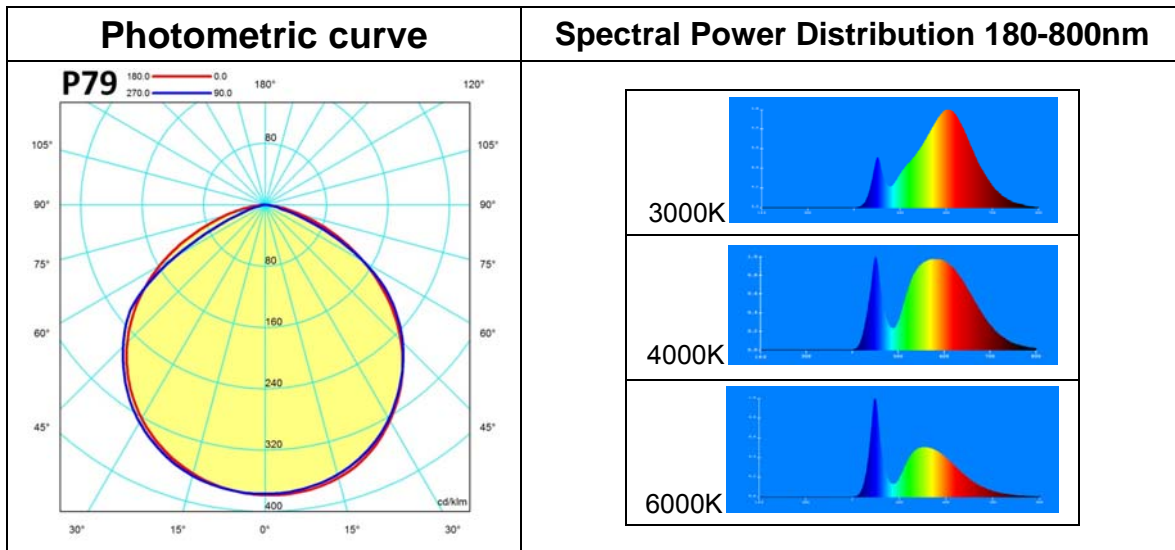 Photometric curve
Spectral Power Distribution 180-800nm
P79
180.0 0.0
270.0 90.0
180° 120°
105° 105°
90° 90°
75° 75°
60° 60°
45° 45°
80
80
160
240
320
400
cd/klm
30° 15° 0° 15° 30°
3000K
4000K
6000K